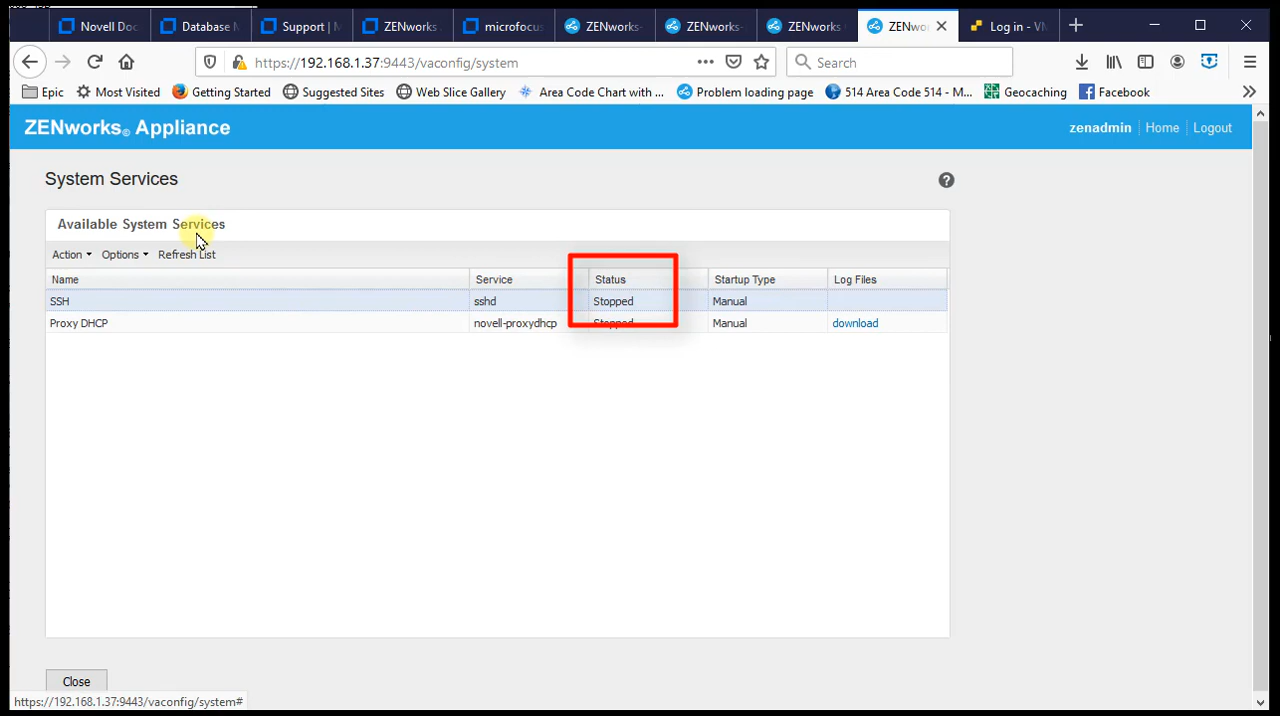 Novell Doc
Database M
Support | M
ZENworks
microfocus
ZENworks
ZENworks
ZENworks
ZENwo
Log in - VM
https://192.168.1.37:9443/vaconfig/system
Search
Epic
Most Visited
Getting Started
Suggested Sites
Web Slice Gallery
Area Code Chart with ...
Problem loading page
514 Area Code 514 - M...
Geocaching
Facebook
ZENworks® Appliance
zenadmin
Home
Logout
System Services
Available System Services
Action
Options
Refresh List
Name
Service
Status
Startup Type
Log Files
SSH
sshd
Stopped
Manual
Proxy DHCP
novell-proxydhcp
Stopped
Manual
download
Close
https://192.168.1.37:9443/vaconfig/system#